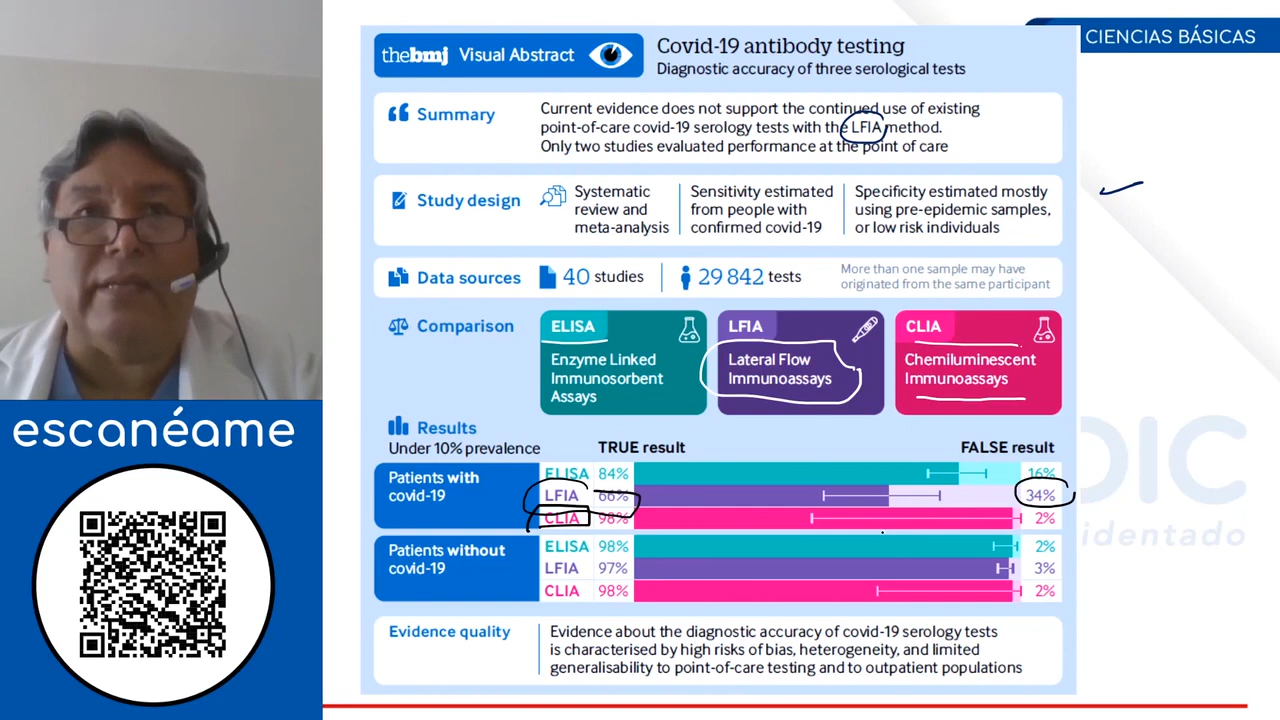 CIENCIAS BÁSICAS
thebmj Visual Abstract
Covid-19 antibody testing
Diagnostic accuracy of three serological tests
Summary
Current evidence does not support the continued use of existing
point-of-care covid-19 serology tests with the LFIA method.
Only two studies evaluated performance at the point of care
Study design
Systematic
review and
meta-analysis
Sensitivity estimated
from people with
confirmed covid-19
Specificity estimated mostly
using pre-epidemic samples,
or low risk individuals
Data sources
40 studies
29 842 tests
More than one sample may have
originated from the same participant
Comparison
ELISA
Enzyme Linked
Immunosorbent
Assays
LFIA
Lateral Flow
Immunoassays
CLIA
Chemiluminescent
Immunoassays
Results
Under 10% prevalence
TRUE result
FALSE result
Patients with
covid-19
ELISA 84% 16%
LFIA 66% 34%
CLIA 98% 2%
Patients without
covid-19
ELISA 98% 2%
LFIA 97% 3%
CLIA 98% 2%
Evidence quality
Evidence about the diagnostic accuracy of covid-19 serology tests
is characterised by high risks of bias, heterogeneity, and limited
generalisability to point-of-care testing and to outpatient populations
escanéame
DIC
identado